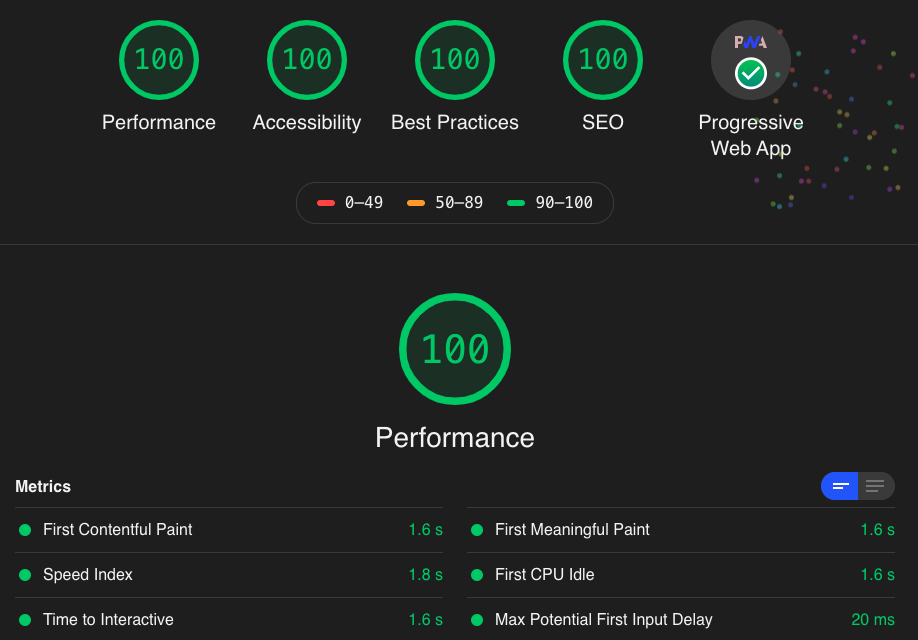 100 100 100 100 PWA
Performance Accessibility Best Practices SEO Progressive
Web App
0–49 50–89 90–100
100
Performance
Metrics
First Contentful Paint 1.6 s
First Meaningful Paint 1.6 s
Speed Index 1.8 s
First CPU Idle 1.6 s
Time to Interactive 1.6 s
Max Potential First Input Delay 20 ms